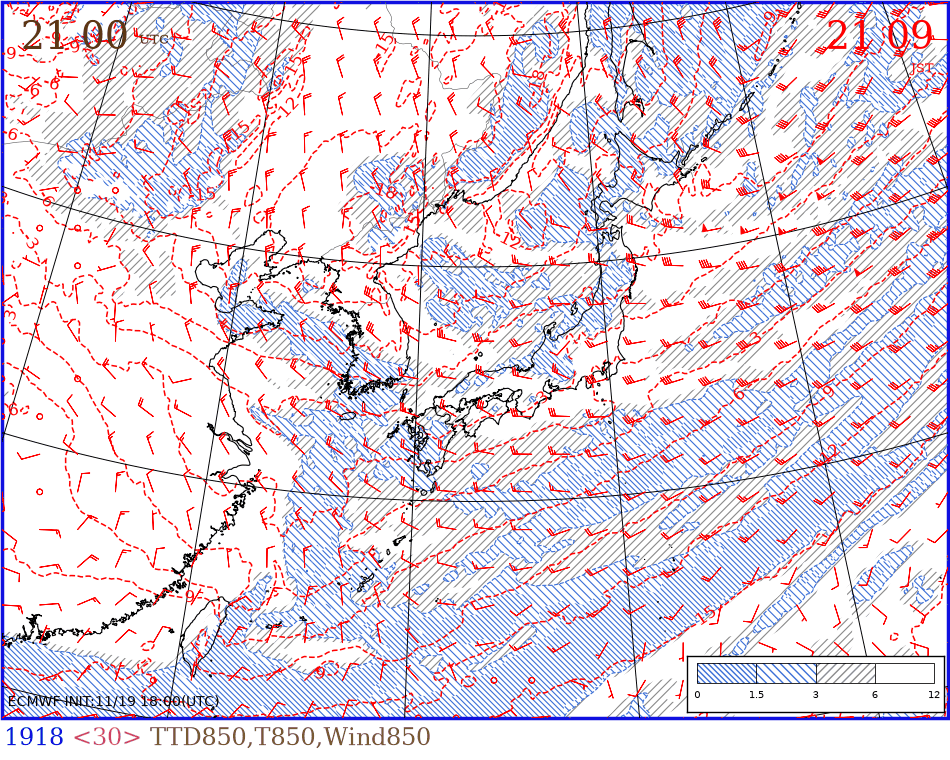 21 00 UTC
21 09
JST
ECMWF INIT;11/19 18:00(UTC)
0 1.5 3 6 12
1918 <30> TTD850,T850,Wind850